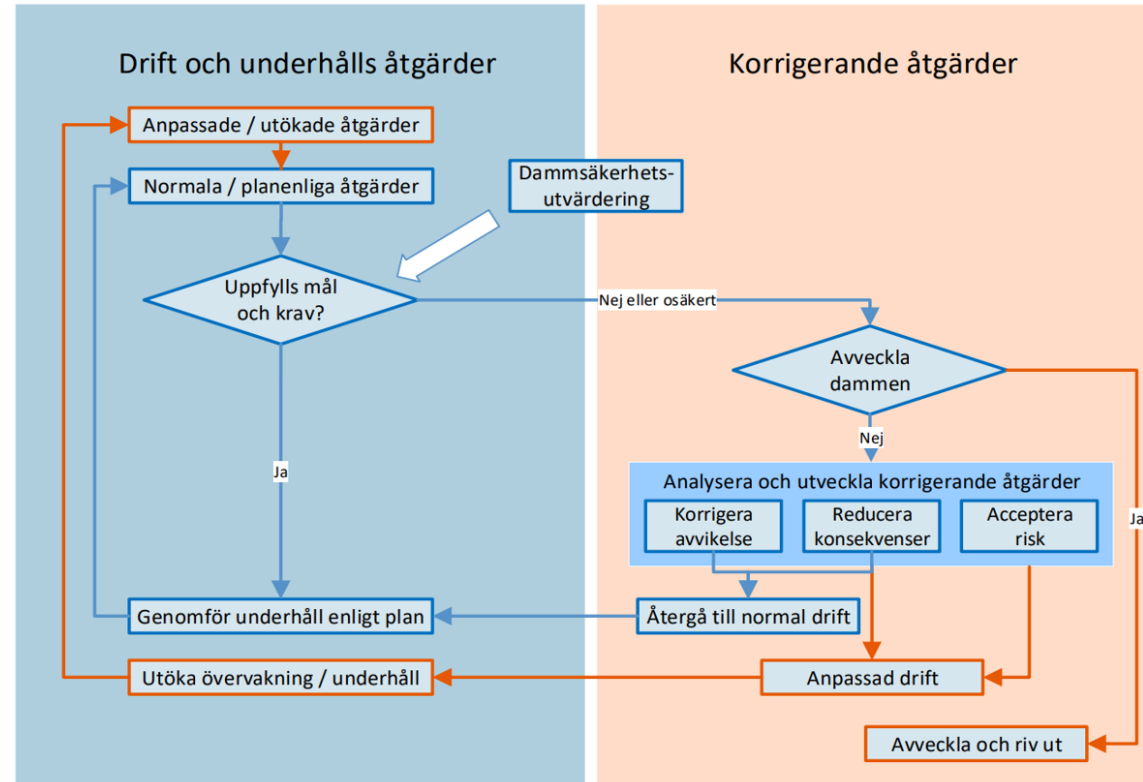 Drift och underhålls åtgärder
Korrigerande åtgärder
Anpassade / utökade åtgärder
Normala / planenliga åtgärder
Dammsäkerhets-
utvärdering
Uppfylls mål
och krav?
Nej eller osäkert
Avveckla
dammen
Nej
Ja
Analysera och utveckla korrigerande åtgärder
Korrigera
avvikelse
Reducera
konsekvenser
Acceptera
risk
Ja
Genomför underhåll enligt plan
Återgå till normal drift
Utöka övervakning / underhåll
Anpassad drift
Avveckla och riv ut